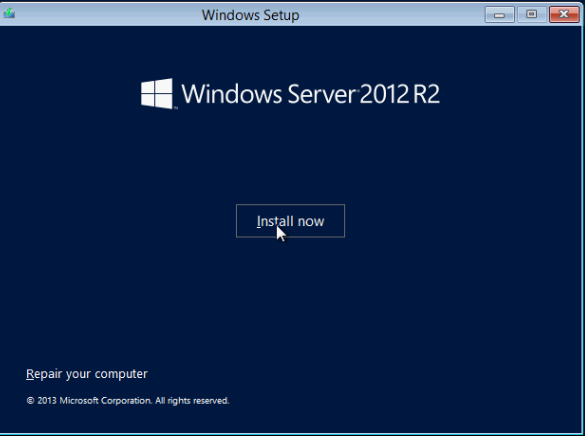 Windows Setup
Windows Server 2012 R2
Install now
Repair your computer
© 2013 Microsoft Corporation. All rights reserved.